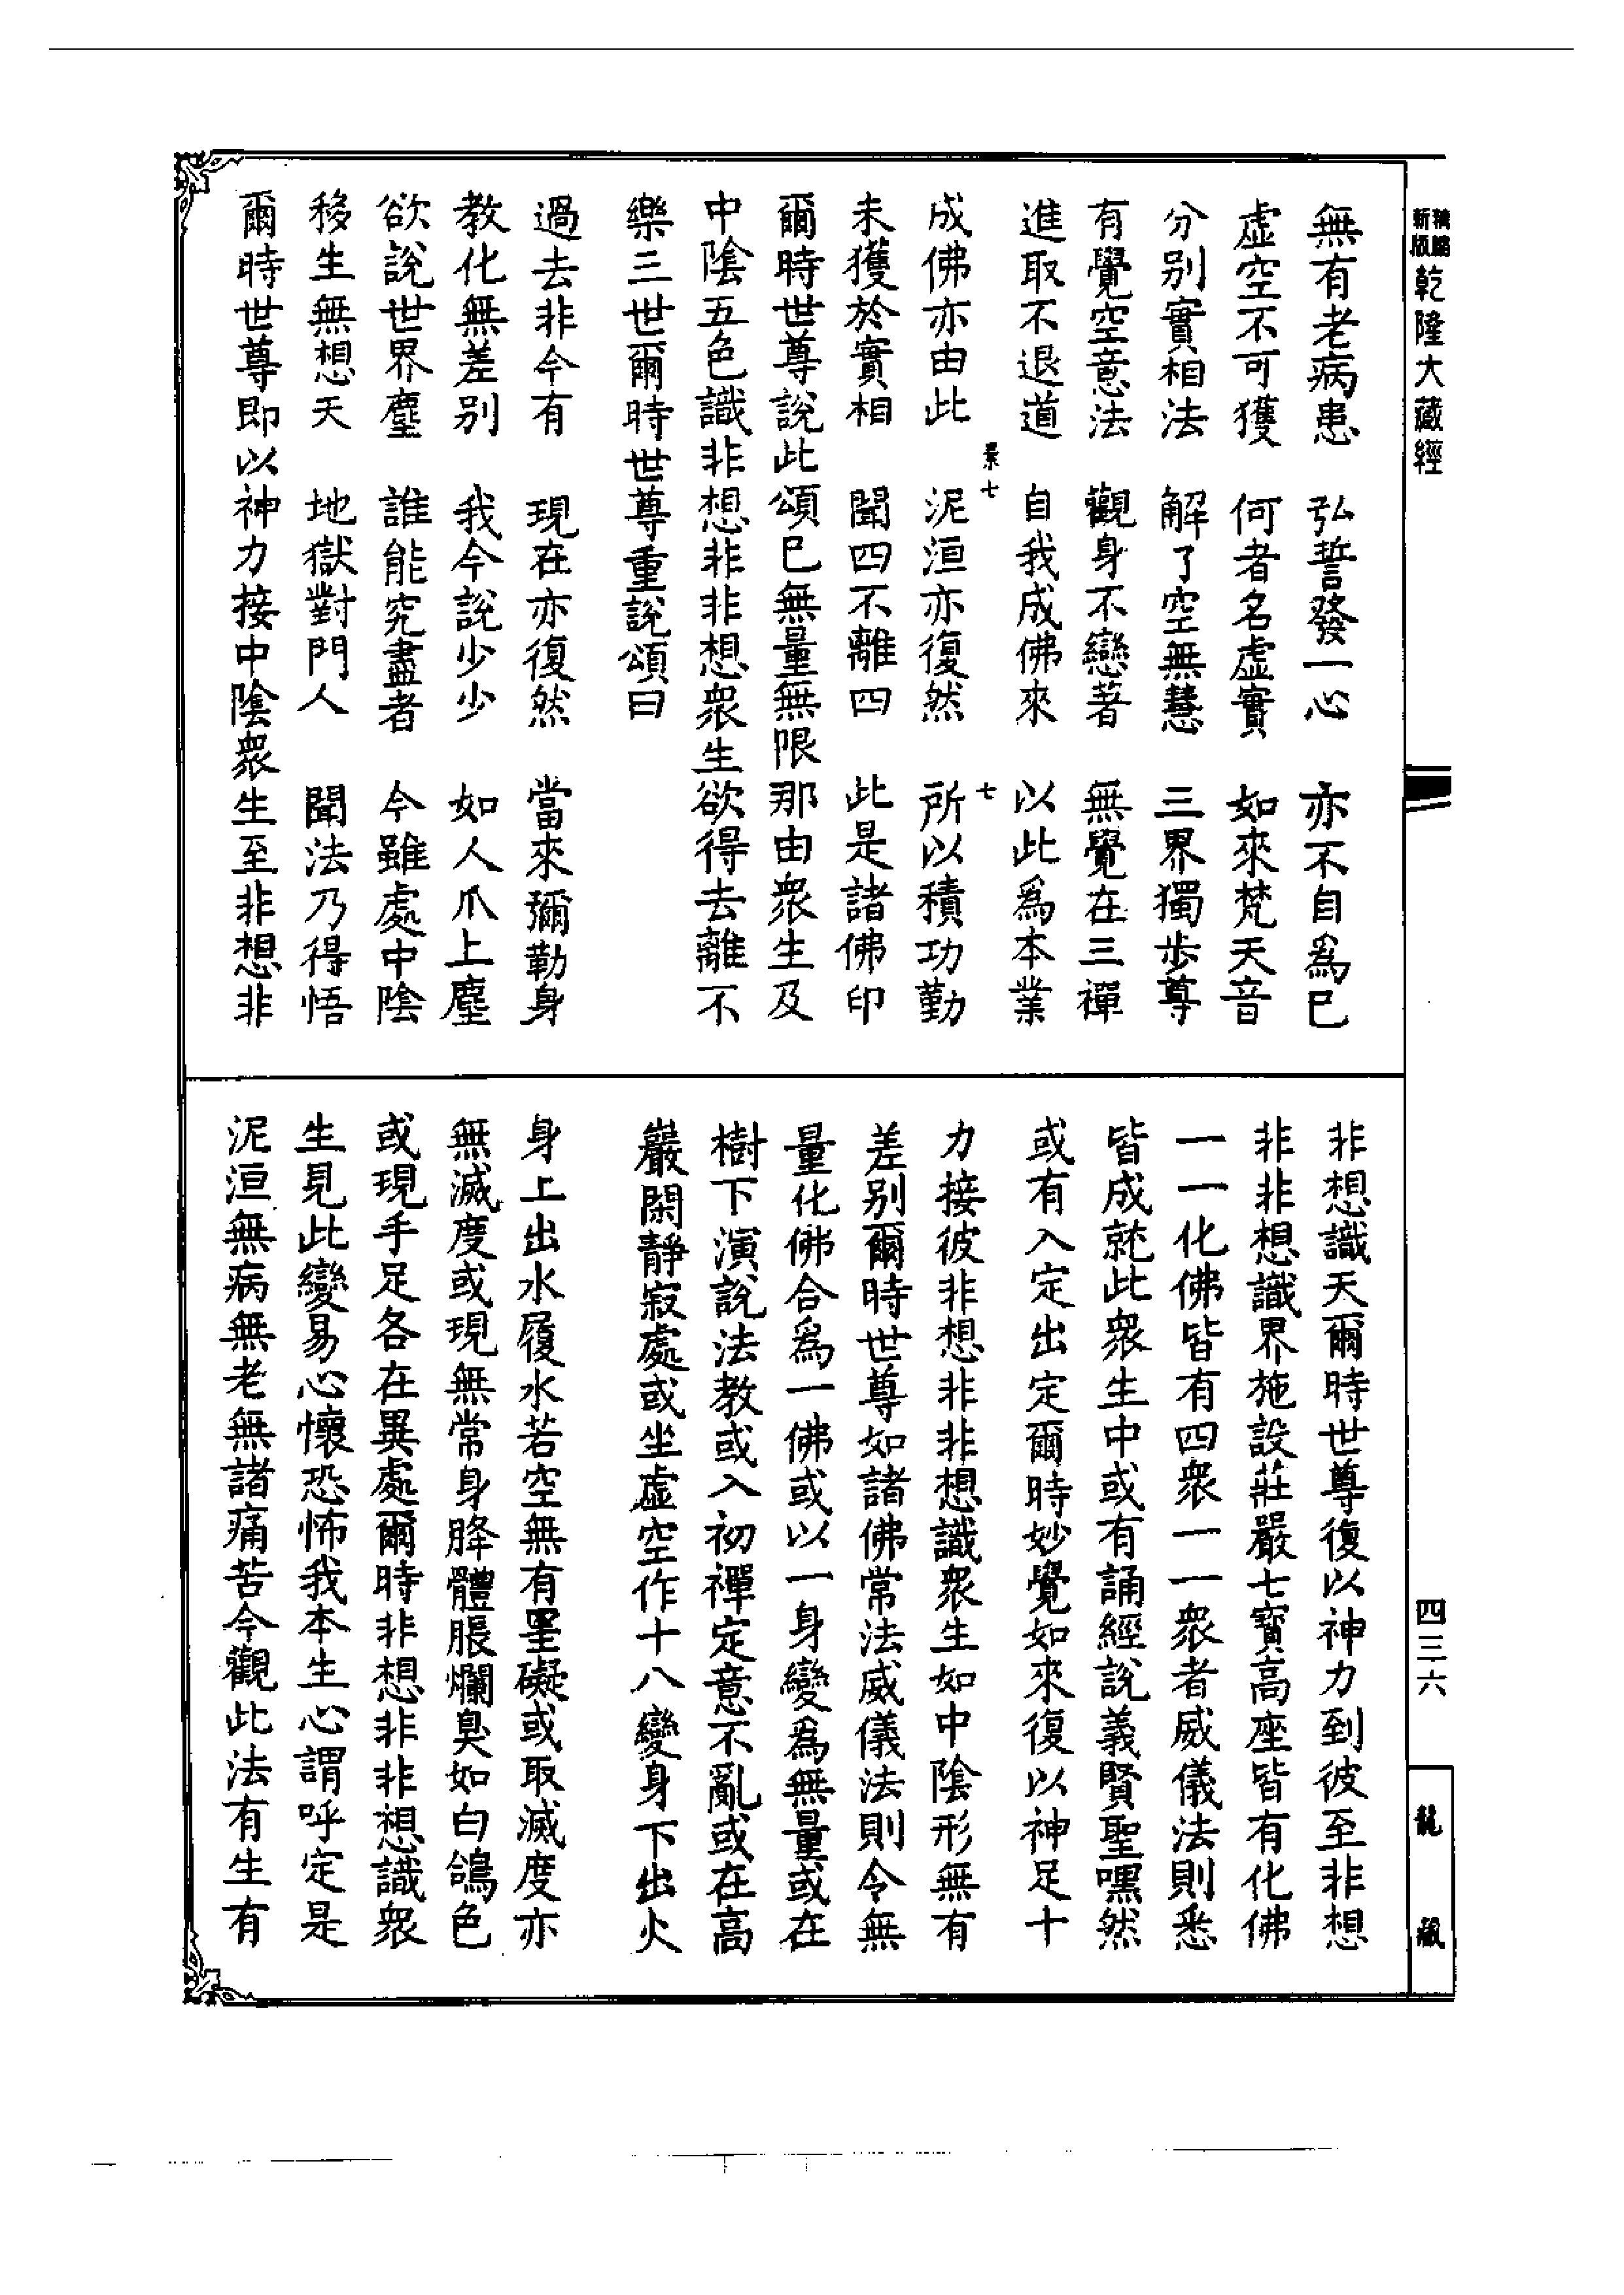 新版
精縮
乾隆大藏經
四三六
龍藏
無有老病患　弘誓發一心　亦不自爲已
虛空不可獲　何者名虛實　如來梵天音
分別實相法　解了空無慧　三界獨步尊
有覺空意法　觀身不戀著　無覺在三禪
進取不退道　自我成佛來　以此爲本業
景七　七
成佛亦由此　泥洹亦復然　所以積功勤
未獲於實相　聞四不離四　此是諸佛印
爾時世尊說此頌已無量無限那由衆生及
中陰五色識非想非非想衆生欲得去離不
樂三世爾時世尊重說頌曰
過去非今有　現在亦復然　當來彌勒身
教化無差別　我今說少少　如人爪上塵
欲說世界塵　誰能究盡者　今雖處中陰
移生無想天　地獄對門人　聞法乃得悟
爾時世尊即以神力接中陰衆生至非想非
非想識天爾時世尊復以神力到彼至非想
非非想識界施設莊嚴七寶高座皆有化佛
一一化佛皆有四衆一一衆者威儀法則悉
皆成就此衆生中或有誦經說義賢聖嘿然
或有入定出定爾時妙覺如來復以神足十
力接彼非想非非想識衆生如中陰形無有
差別爾時世尊如諸佛常法威儀法則令無
量化佛合爲一佛或以一身變爲無量或在
樹下演說法教或入初禪定意不亂或在高
巖閑靜寂處或坐虛空作十八變身下出火
身上出水履水若空無有罣礙或取滅度亦
無滅度或現無常身胮體脹爛臭如白鴿色
或現手足各在異處爾時非想非非想識衆
生見此變易心懷恐怖我本生心謂呼定是
泥洹無病無老無諸痛苦今觀此法有生有